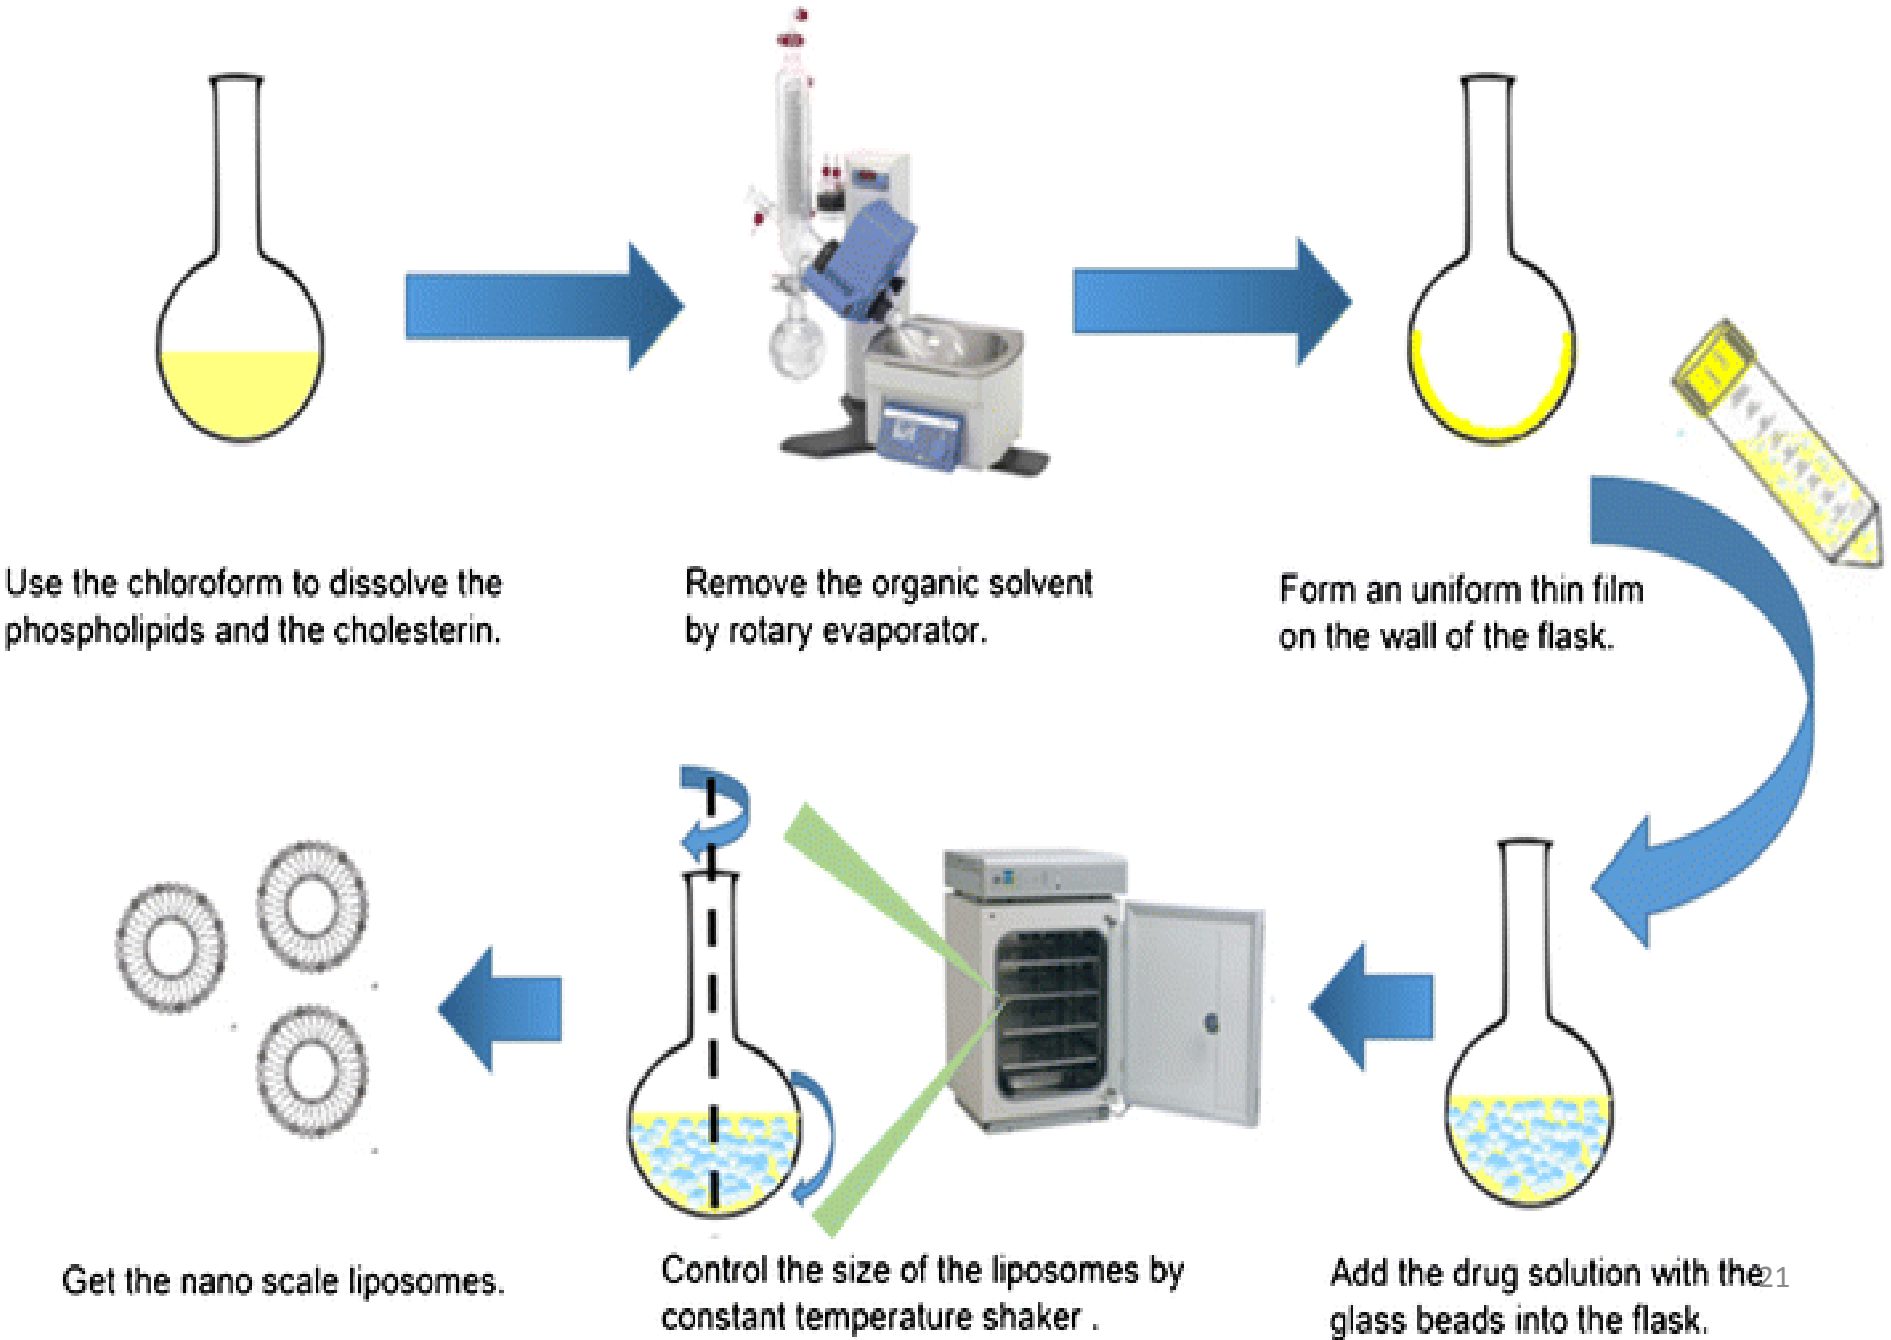 Use the chloroform to dissolve the
phospholipids and the cholesterin.
Remove the organic solvent
by rotary evaporator.
Form an uniform thin film
on the wall of the flask.
Get the nano scale liposomes.
Control the size of the liposomes by
constant temperature shaker .
Add the drug solution with the
glass beads into the flask.
21